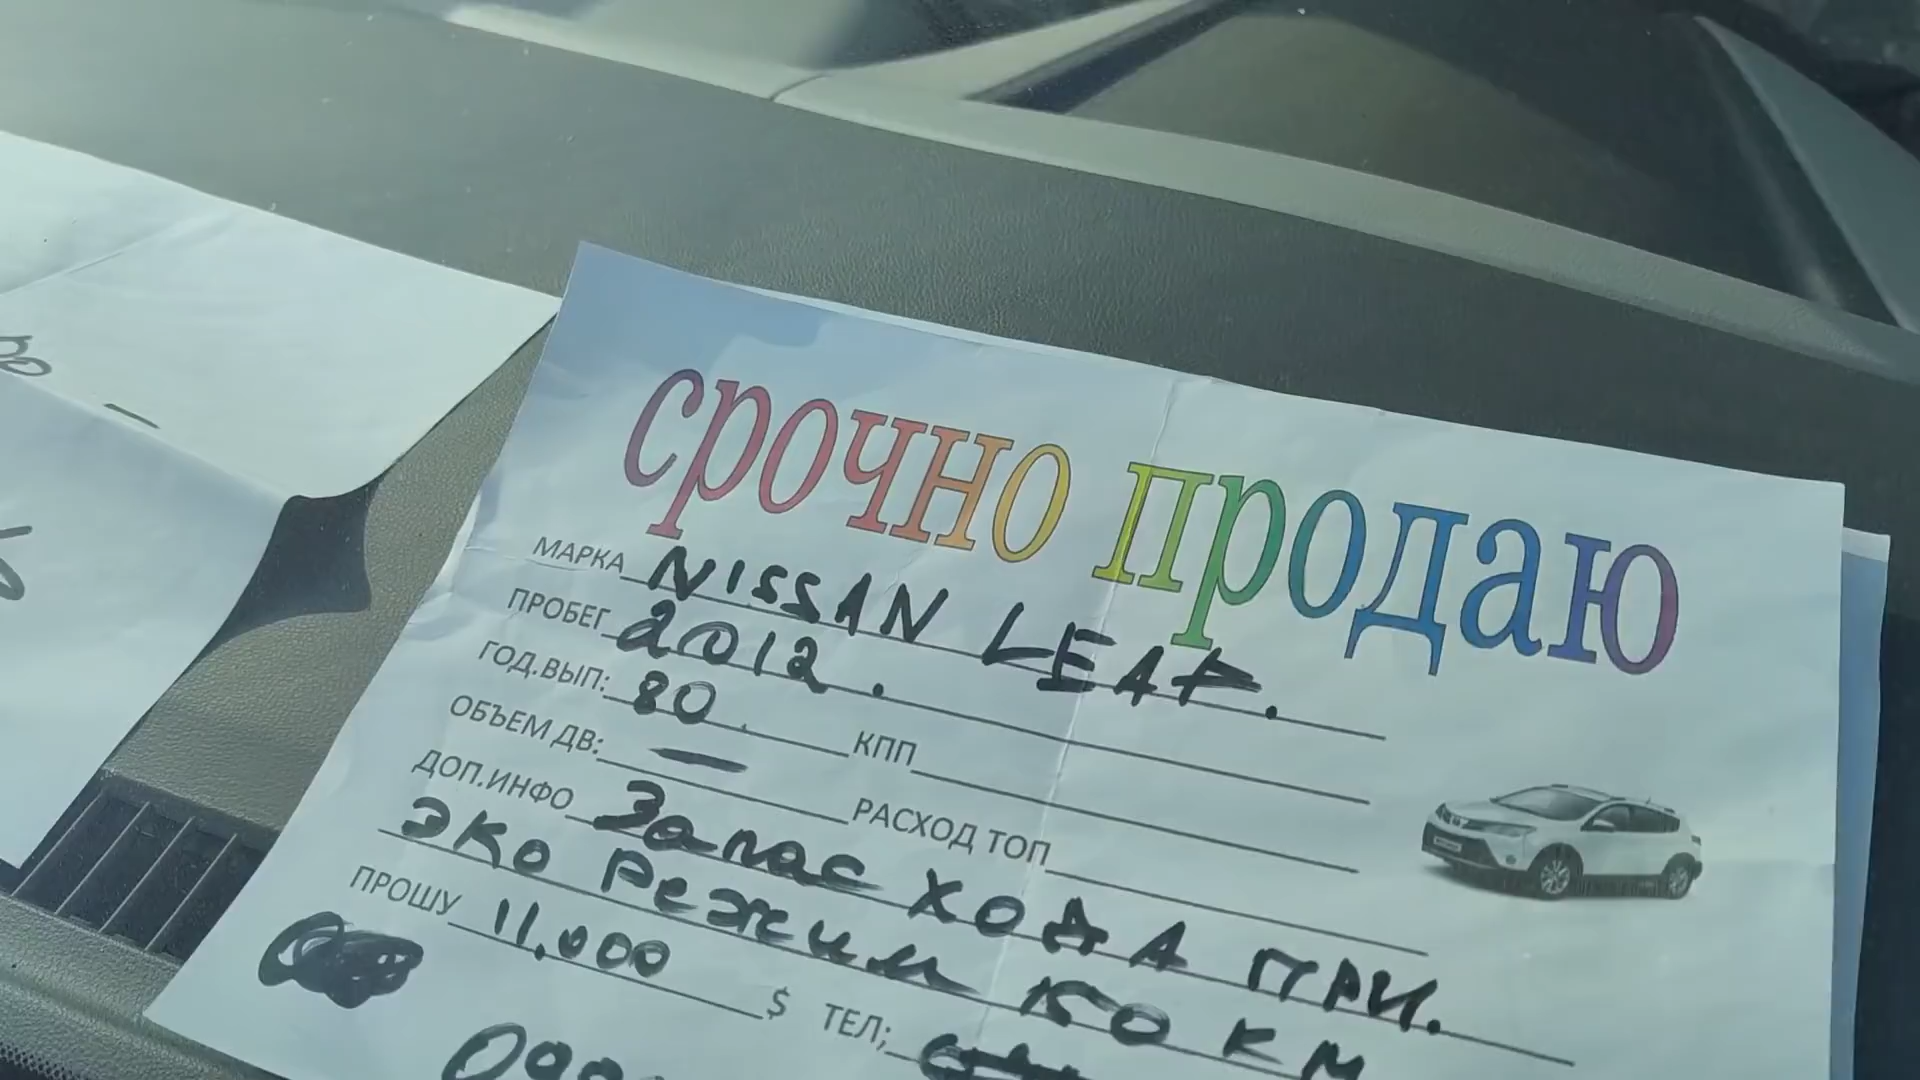 срочно продаю
МАРКА NISSAN LEAF.
ПРОБЕГ 2012.
ГОД.ВЫП: 80. КПП
ОБЪЕМ ДВ: — РАСХОД ТОП
ДОП.ИНФО Запас ХОДА ПРИ.
ЭКО Режим 150 КМ
ПРОШУ 11.000 $ ТЕЛ;